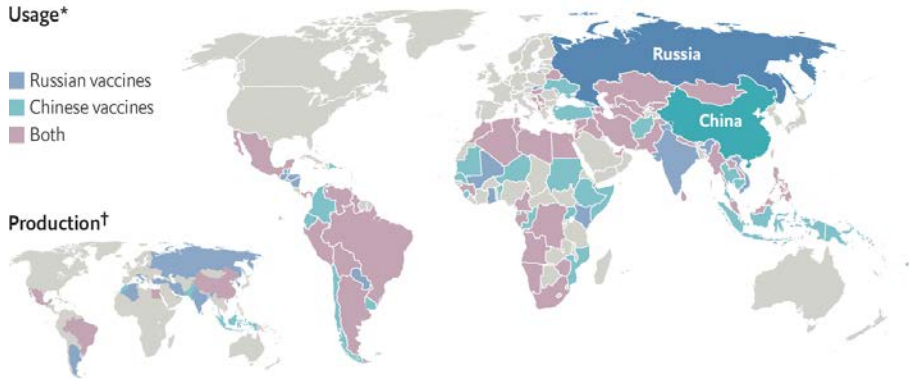 Usage*
Russian vaccines
Chinese vaccines
Both
Russia
China
Production†